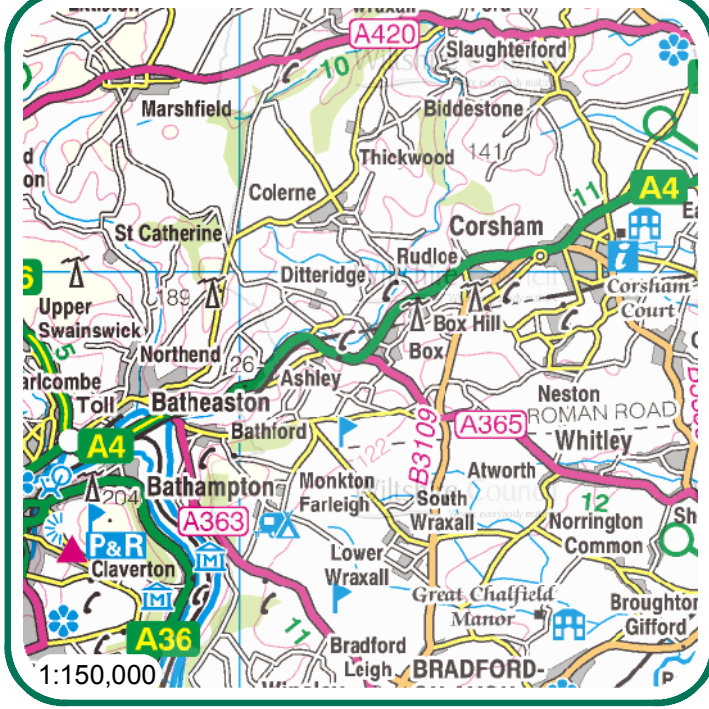 A420
Slaughterford
10
Marshfield
Biddestone
Thickwood
141
11
A4
Colerne
Corsham
St Catherine
Rudloe
Ditteridge
189
Corsham
Court
Upper
Swainswick
Box Hill
Box
5
Northend
26
Ashley
Neston
Toll
Batheaston
ROMAN ROAD
Bathford
A365
B3109
Whitley
122
A4
Atworth
Monkton
Farleigh
Bathampton
204
12
South
Wraxall
A363
Norrington
Common
P&R
Claverton
Lower
Wraxall
Great Chalfield
Manor
Broughton
Gifford
A36
11
Bradford
Leigh
BRADFORD-
1:150,000